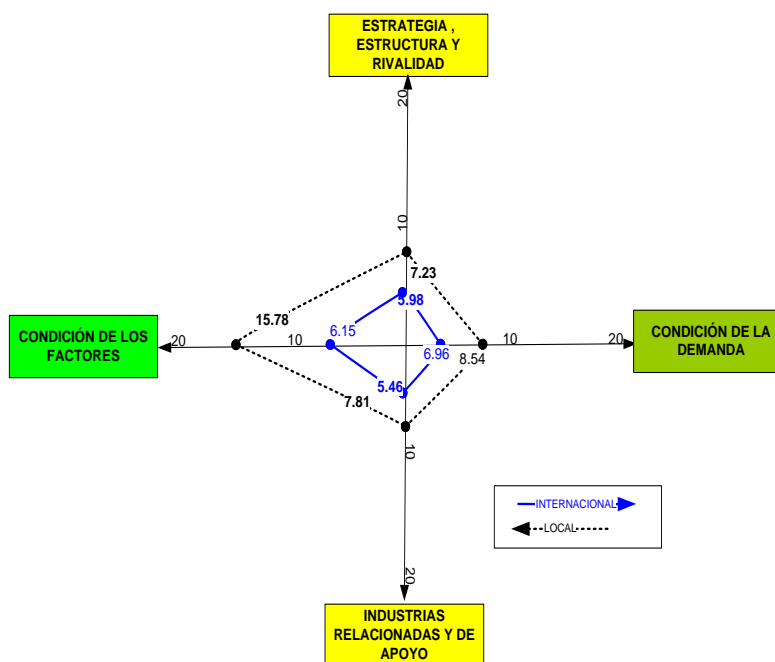 ESTRATEGIA ,
ESTRUCTURA Y
RIVALIDAD
20
10
7.23
15.78
5.98
6.15
CONDICIÓN DE LOS
FACTORES
20
10
10
20
CONDICIÓN DE LA
DEMANDA
6.96
8.54
5.46
7.81
10
INTERNACIONAL
LOCAL
20
INDUSTRIAS
RELACIONADAS Y DE
APOYO